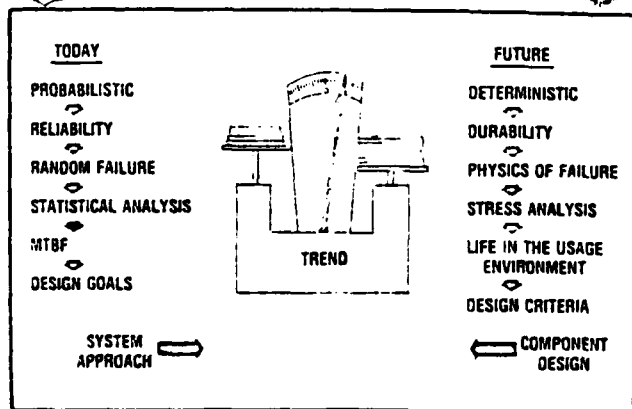 TODAY
PROBABILISTIC
RELIABILITY
RANDOM FAILURE
STATISTICAL ANALYSIS
MTBF
DESIGN GOALS
SYSTEM
APPROACH
TREND
FUTURE
DETERMINISTIC
DURABILITY
PHYSICS OF FAILURE
STRESS ANALYSIS
LIFE IN THE USAGE
ENVIRONMENT
DESIGN CRITERIA
COMPONENT
DESIGN